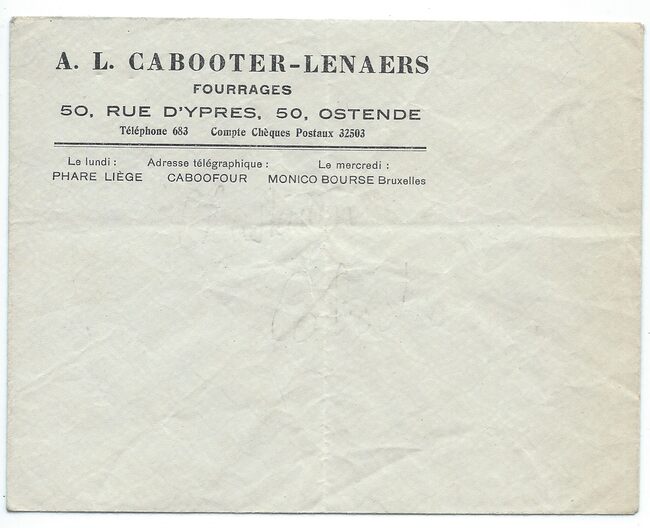 A. L. CABOOTER-LENAERS
FOURRAGES
50, RUE D'YPRES, 50, OSTENDE
Téléphone 683 Compte Chèques Postaux 32503
Le lundi : Adresse télégraphique : Le mercredi :
PHARE LIÈGE CABOOFOUR MONICO BOURSE Bruxelles